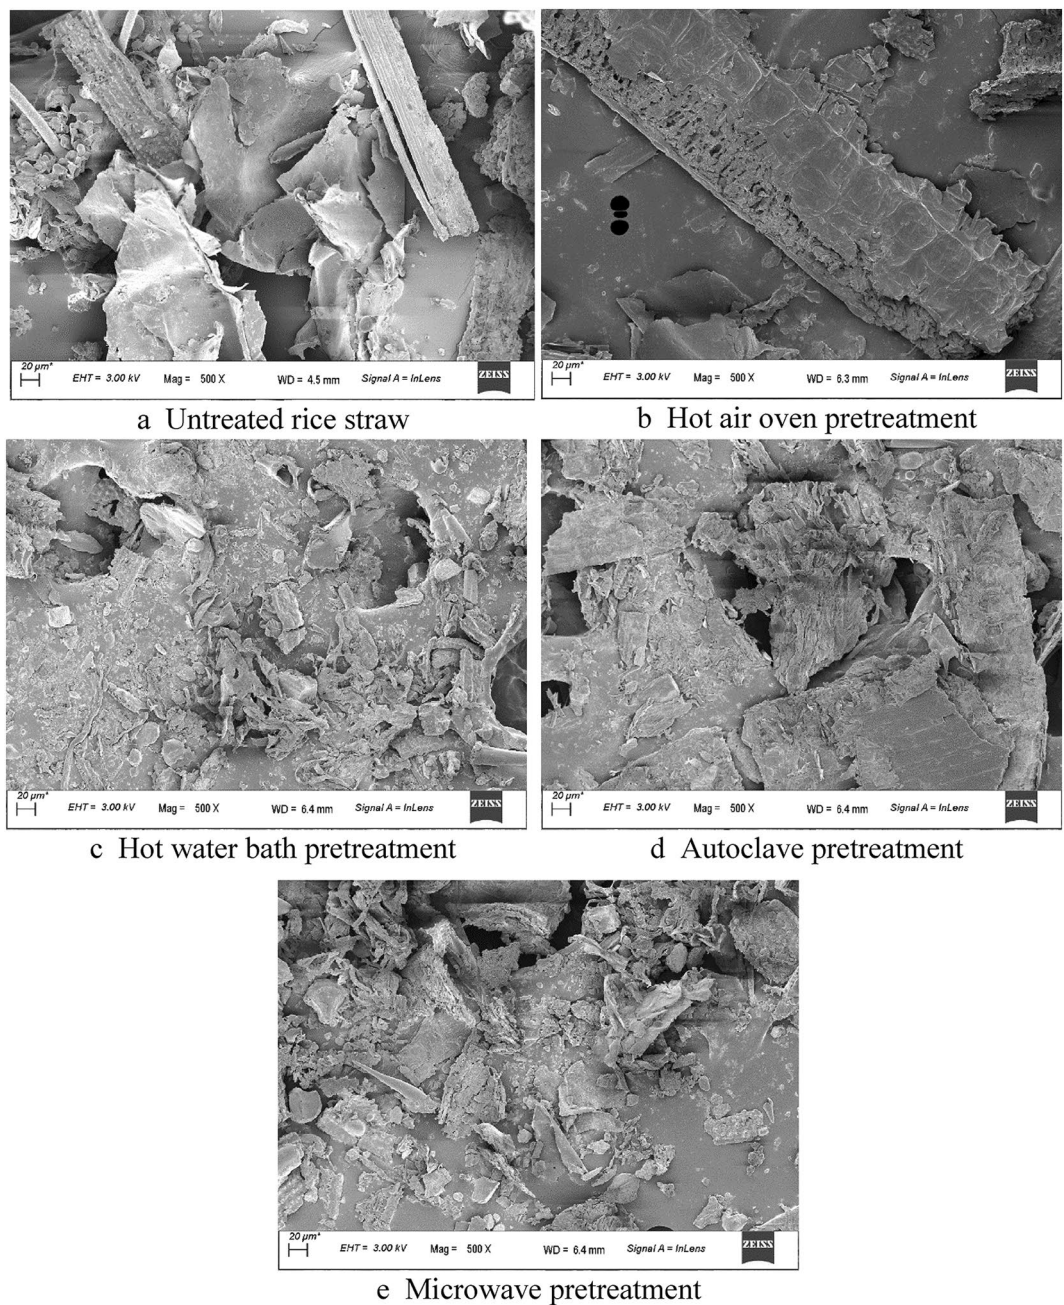 20 µm*
EHT = 3.00 kV Mag = 500 X WD = 4.5 mm Signal A = InLens ZEISS
a Untreated rice straw
20 µm*
EHT = 3.00 kV Mag = 500 X WD = 6.3 mm Signal A = InLens ZEISS
b Hot air oven pretreatment
20 µm*
EHT = 3.00 kV Mag = 500 X WD = 6.4 mm Signal A = InLens ZEISS
c Hot water bath pretreatment
20 µm*
EHT = 3.00 kV Mag = 500 X WD = 6.4 mm Signal A = InLens ZEISS
d Autoclave pretreatment
20 µm*
EHT = 3.00 kV Mag = 500 X WD = 6.4 mm Signal A = InLens ZEISS
e Microwave pretreatment